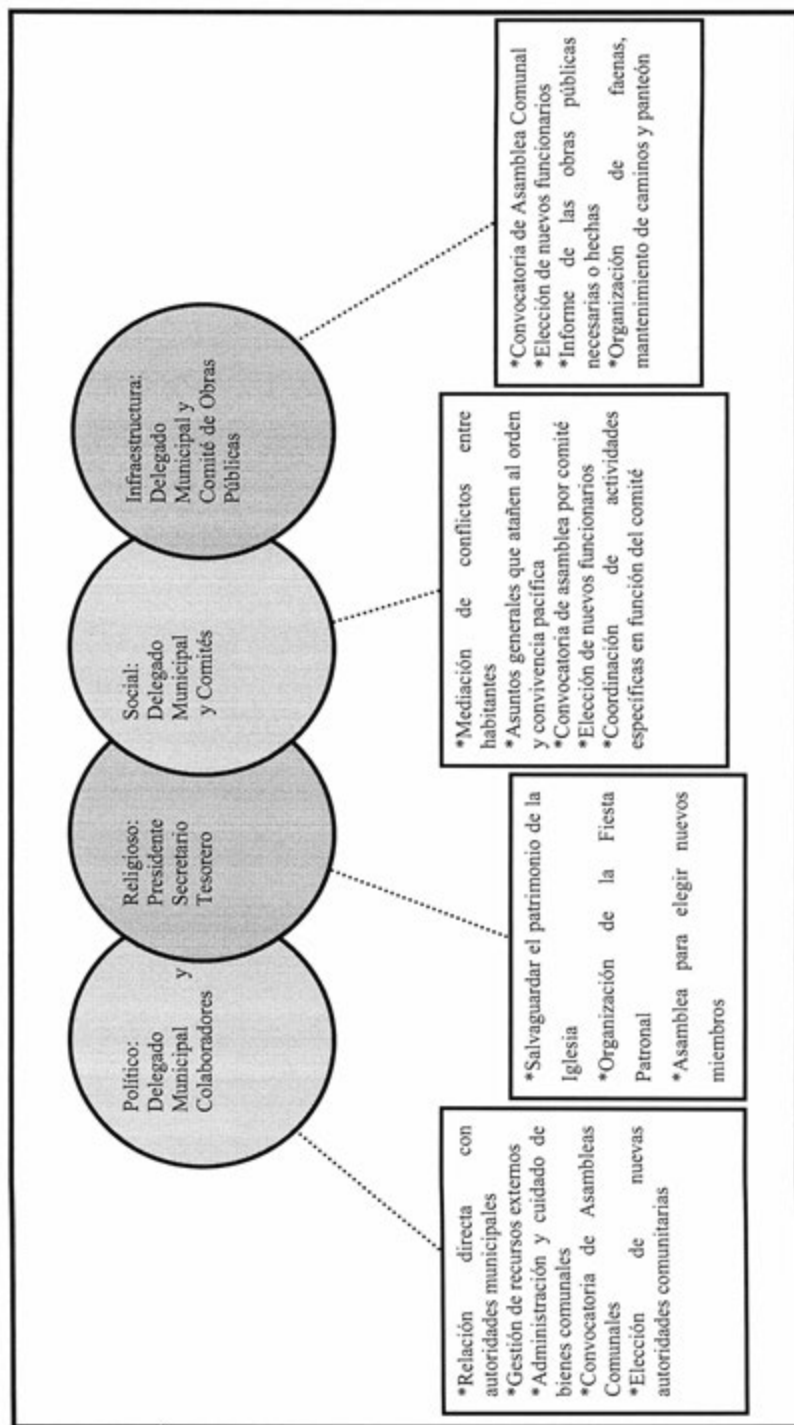 Político:
Delegado
Municipal y
Colaboradores
Religioso:
Presidente
Secretario
Tesorero
Social:
Delegado
Municipal
y Comités
Infraestructura:
Delegado
Municipal y
Comité de Obras
Públicas
*Relación directa con
autoridades municipales
*Gestión de recursos externos
*Administración y cuidado de
bienes comunales
*Convocatoria de Asambleas
Comunales
*Elección de nuevas
autoridades comunitarias
*Salvaguardar el patrimonio de la
Iglesia
*Organización de la Fiesta
Patronal
*Asamblea para elegir nuevos
miembros
*Mediación de conflictos entre
habitantes
*Asuntos generales que atañen al orden
y convivencia pacífica
*Convocatoria de asamblea por comité
*Elección de nuevos funcionarios
*Coordinación de actividades
específicas en función del comité
*Convocatoria de Asamblea Comunal
*Elección de nuevos funcionarios
*Informe de las obras públicas
necesarias o hechas
*Organización de faenas,
mantenimiento de caminos y panteón